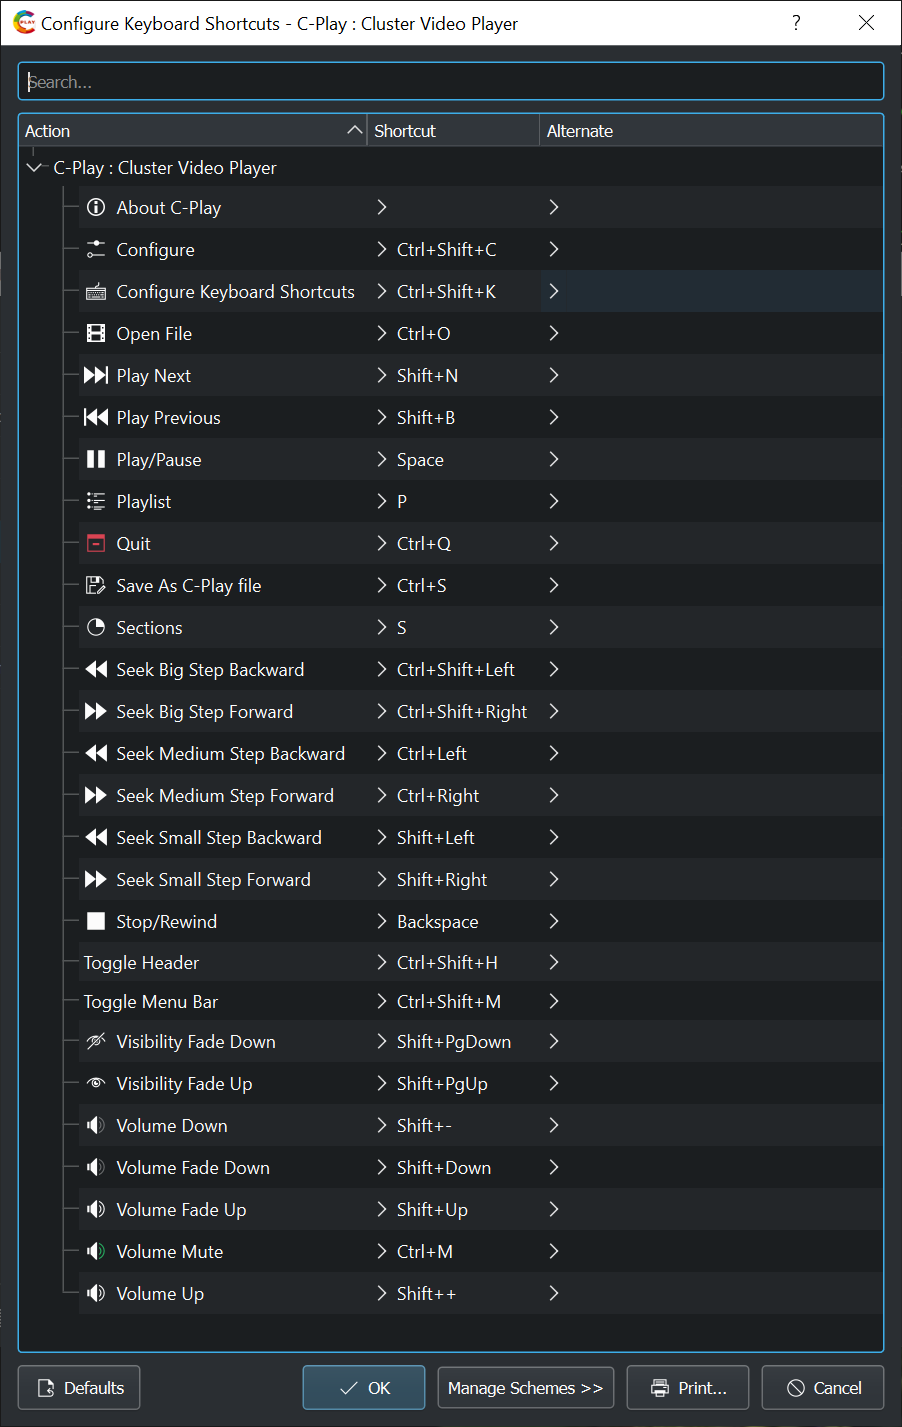 Configure Keyboard Shortcuts - C-Play : Cluster Video Player ?
Search...
Action Shortcut Alternate
C-Play : Cluster Video Player
About C-Play
Configure Ctrl+Shift+C
Configure Keyboard Shortcuts Ctrl+Shift+K
Open File Ctrl+O
Play Next Shift+N
Play Previous Shift+B
Play/Pause Space
Playlist P
Quit Ctrl+Q
Save As C-Play file Ctrl+S
Sections S
Seek Big Step Backward Ctrl+Shift+Left
Seek Big Step Forward Ctrl+Shift+Right
Seek Medium Step Backward Ctrl+Left
Seek Medium Step Forward Ctrl+Right
Seek Small Step Backward Shift+Left
Seek Small Step Forward Shift+Right
Stop/Rewind Backspace
Toggle Header Ctrl+Shift+H
Toggle Menu Bar Ctrl+Shift+M
Visibility Fade Down Shift+PgDown
Visibility Fade Up Shift+PgUp
Volume Down Shift+-
Volume Fade Down Shift+Down
Volume Fade Up Shift+Up
Volume Mute Ctrl+M
Volume Up Shift++
Defaults OK Manage Schemes >> Print... Cancel